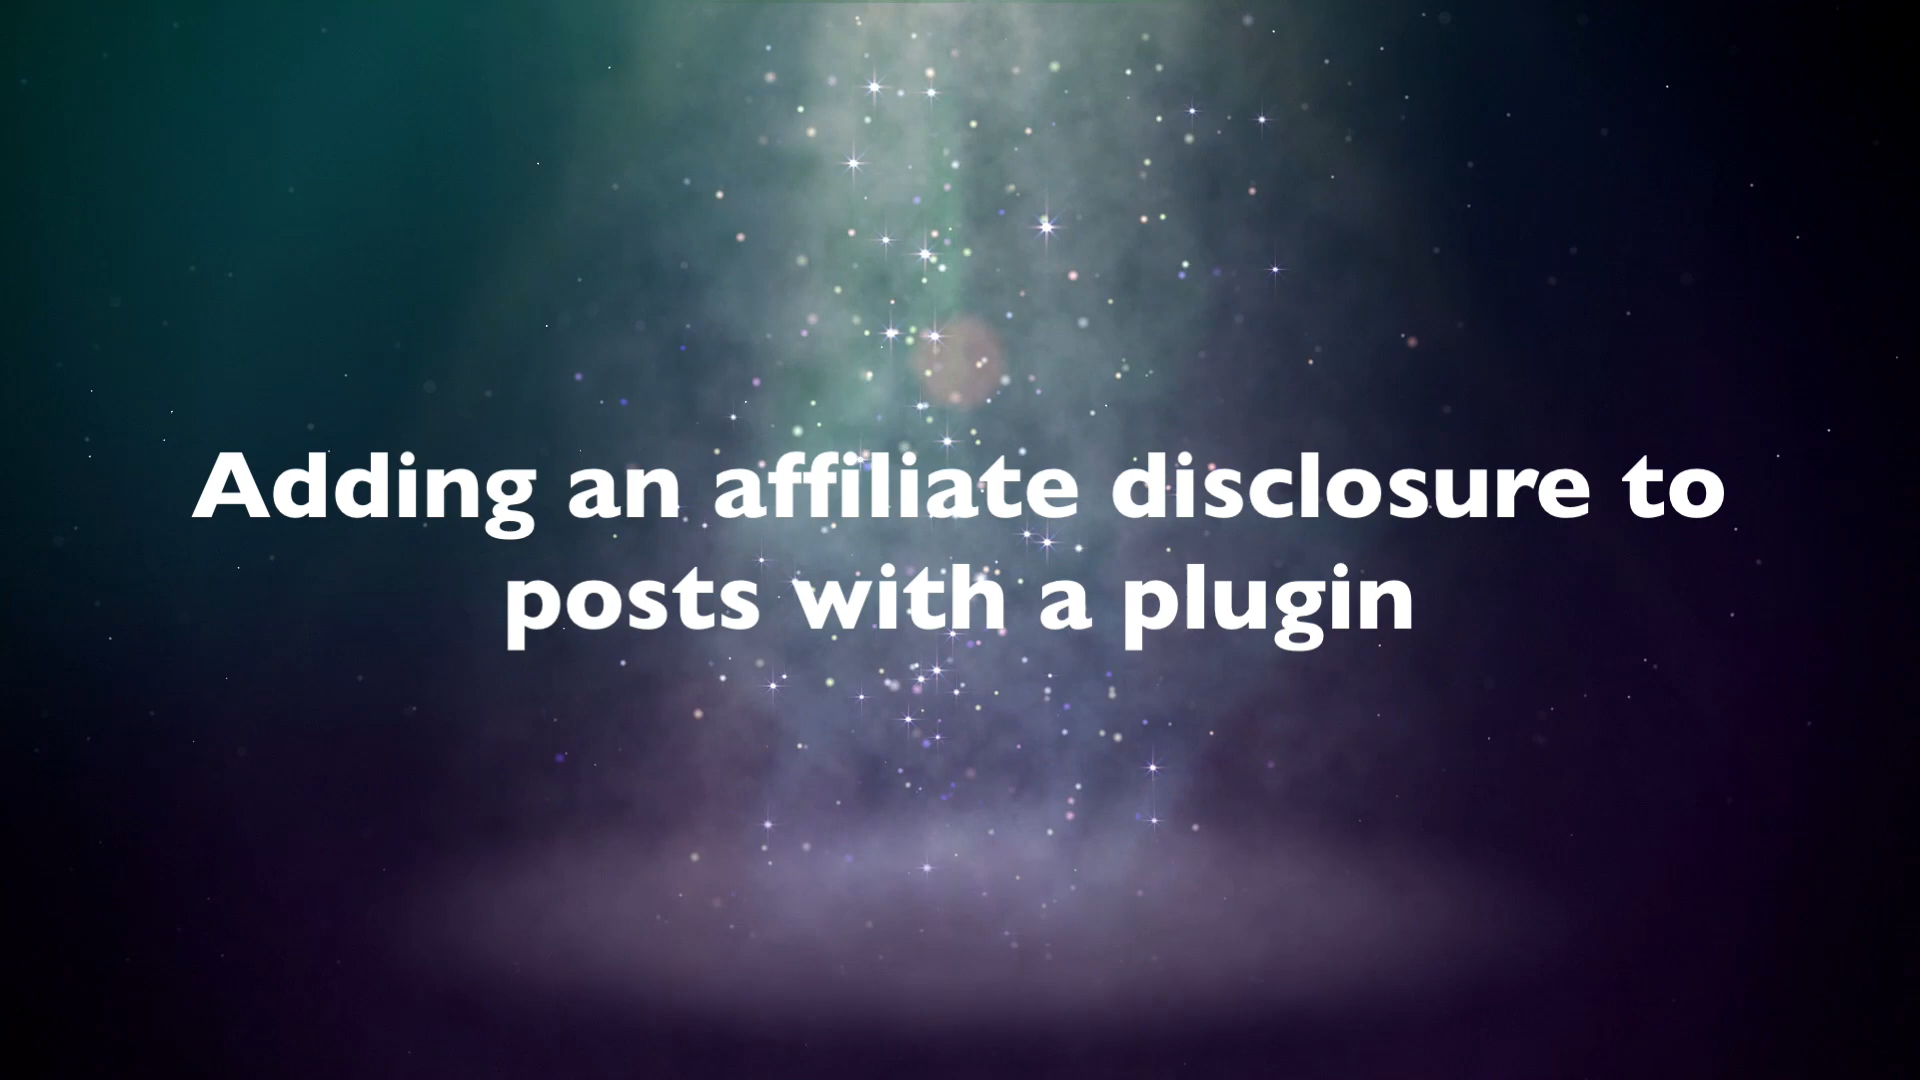 Adding an affiliate disclosure to
posts with a plugin